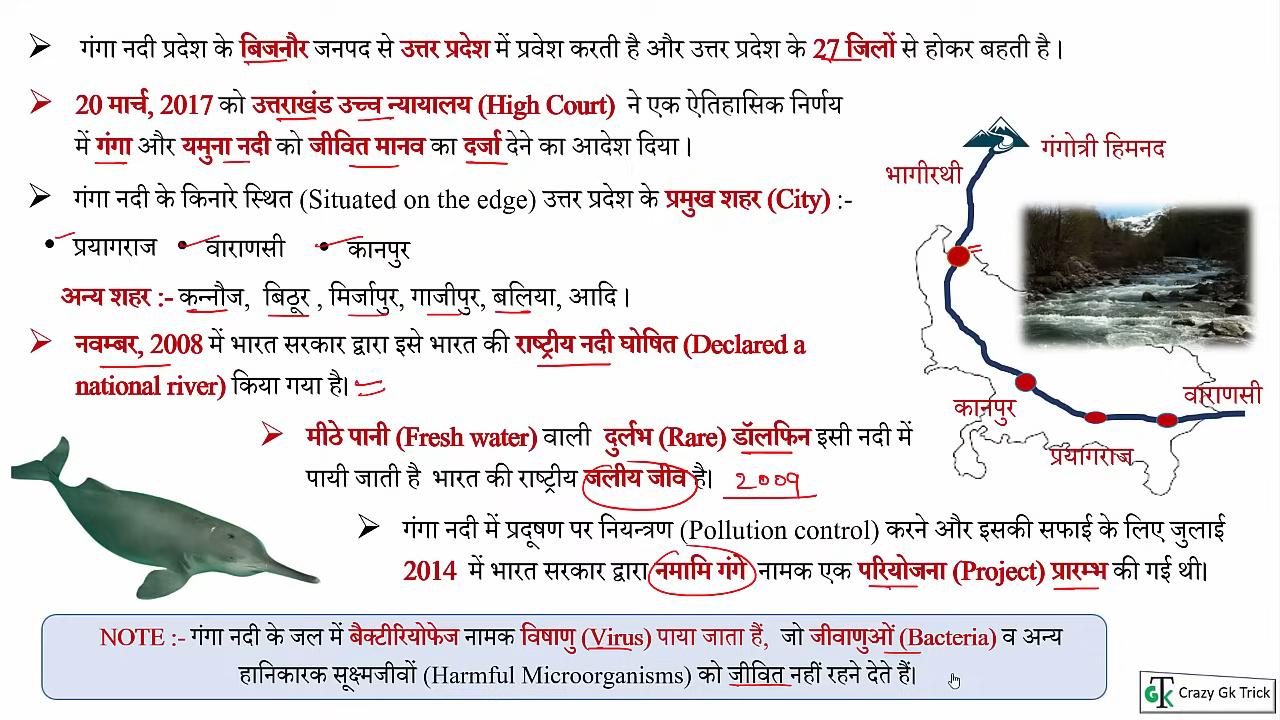 ➢ गंगा नदी प्रदेश के बिजनौर जनपद से उत्तर प्रदेश में प्रवेश करती है और उत्तर प्रदेश के 27 जिलों से होकर बहती है।
➢ 20 मार्च, 2017 को उत्तराखंड उच्च न्यायालय (High Court) ने एक ऐतिहासिक निर्णय
में गंगा और यमुना नदी को जीवित मानव का दर्जा देने का आदेश दिया।
➢ गंगा नदी के किनारे स्थित (Situated on the edge) उत्तर प्रदेश के प्रमुख शहर (City) :-
• प्रयागराज • वाराणसी • कानपुर
अन्य शहर :- कन्नौज, बिठूर , मिर्जापुर, गाजीपुर, बलिया, आदि।
➢ नवम्बर, 2008 में भारत सरकार द्वारा इसे भारत की राष्ट्रीय नदी घोषित (Declared a
national river) किया गया है।
➢ मीठे पानी (Fresh water) वाली दुर्लभ (Rare) डॉलफिन इसी नदी में
पायी जाती है भारत की राष्ट्रीय जलीय जीव है। 2009
➢ गंगा नदी में प्रदूषण पर नियन्त्रण (Pollution control) करने और इसकी सफाई के लिए जुलाई
2014 में भारत सरकार द्वारा नमामि गंगे नामक एक परियोजना (Project) प्रारम्भ की गई थी।
NOTE :- गंगा नदी के जल में बैक्टीरियोफेज नामक विषाणु (Virus) पाया जाता हैं, जो जीवाणुओं (Bacteria) व अन्य
हानिकारक सूक्ष्मजीवों (Harmful Microorganisms) को जीवित नहीं रहने देते हैं।
गंगोत्री हिमनद
भागीरथी
कानपुर
वाराणसी
प्रयागराज
GTK Crazy Gk Trick